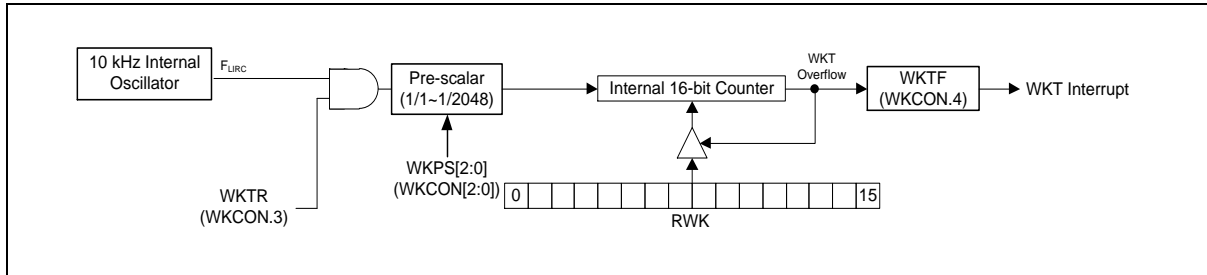 10 kHz Internal
Oscillator
FLIRC
Pre-scalar
(1/1~1/2048)
Internal 16-bit Counter
WKT
Overflow
WKTF
(WKCON.4)
WKT Interrupt
WKPS[2:0]
(WKCON[2:0])
WKTR
(WKCON.3)
0
15
RWK